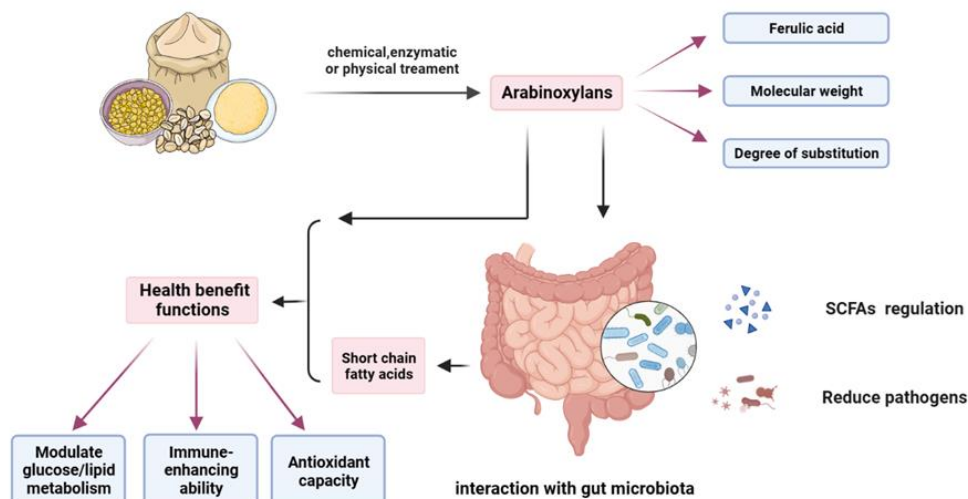 chemical,enzymatic
or physical treament
Arabinoxylans
Ferulic acid
Molecular weight
Degree of substitution
Health benefit
functions
Short chain
fatty acids
SCFAs regulation
Reduce pathogens
Modulate
glucose/lipid
metabolism
Immune-
enhancing
ability
Antioxidant
capacity
interaction with gut microbiota